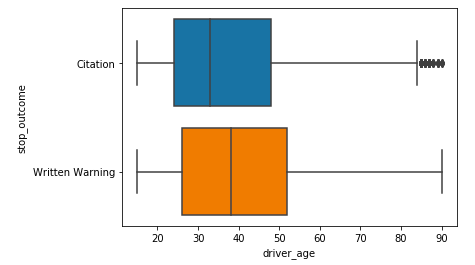 stop_outcome
Citation
Written Warning
20 30 40 50 60 70 80 90
driver_age